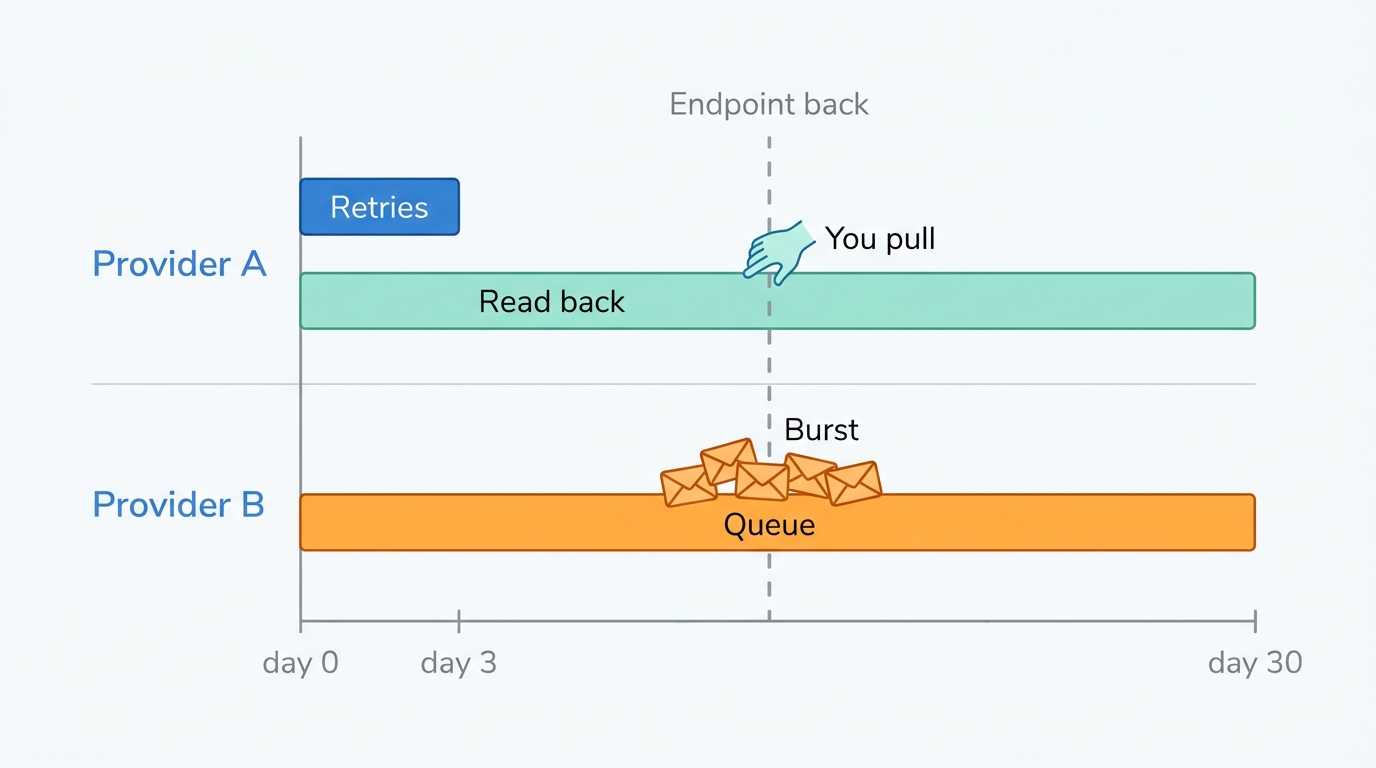 Endpoint back
Retries
Provider A
You pull
Read back
Burst
Provider B
Queue
day 0
day 3
day 30